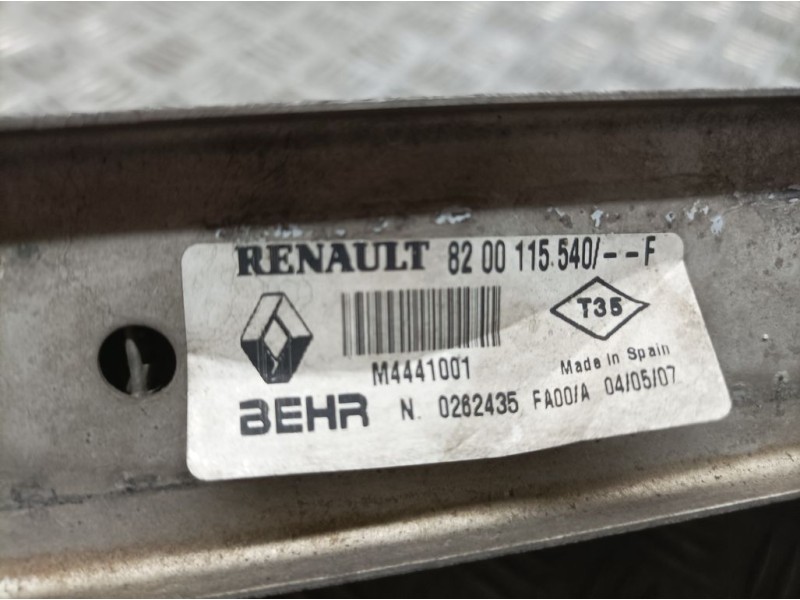 RENAULT 82 00 115.540/--F
T35
M4441001
Made in Spain
BEHR N. 0262435 FA00/A 04/05/07